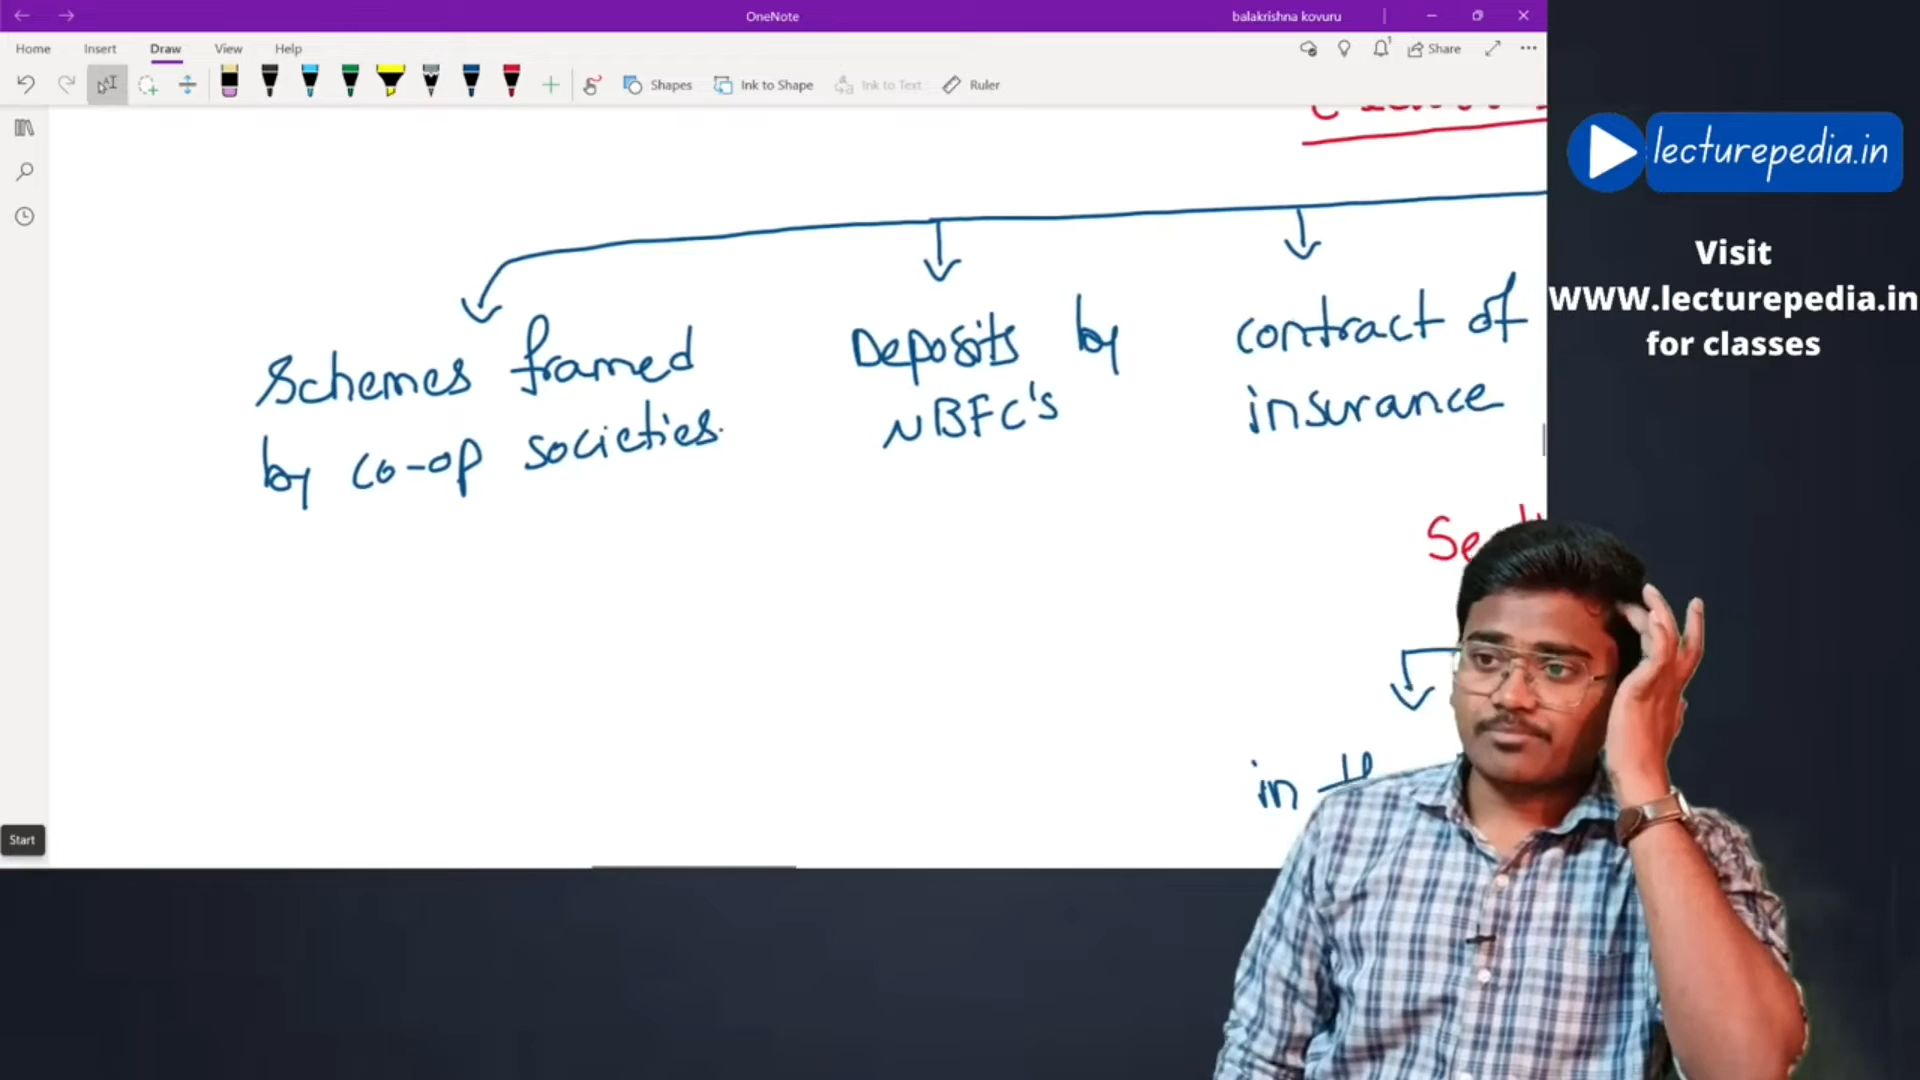 OneNote
balakrishna kovuru
Home Insert Draw View Help
1
Share
Shapes Ink to Shape Ink to Text Ruler
lecturepedia.in
Visit
WWW.lecturepedia.in
for classes
Schemes framed
by co-op societies.
Deposits by
NBFC's
contract of
insurance
in
Start